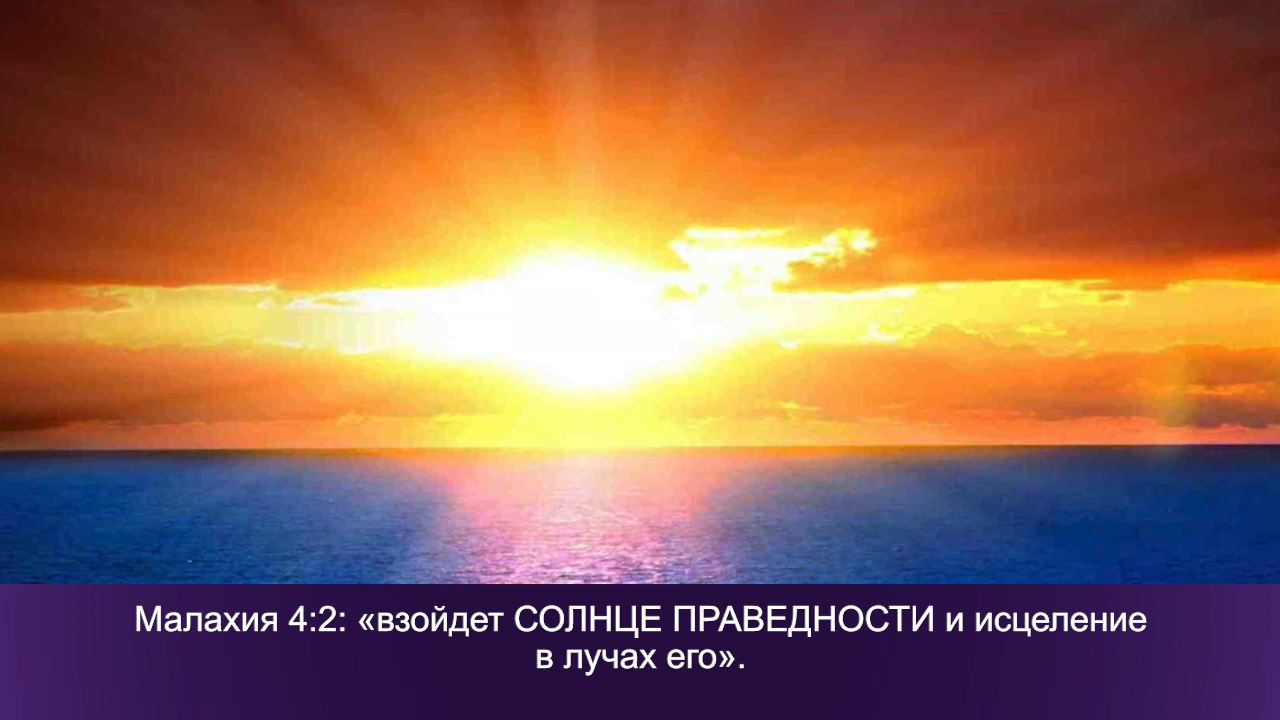 Малахия 4:2: «взойдет СОЛНЦЕ ПРАВЕДНОСТИ и исцеление
в лучах его».